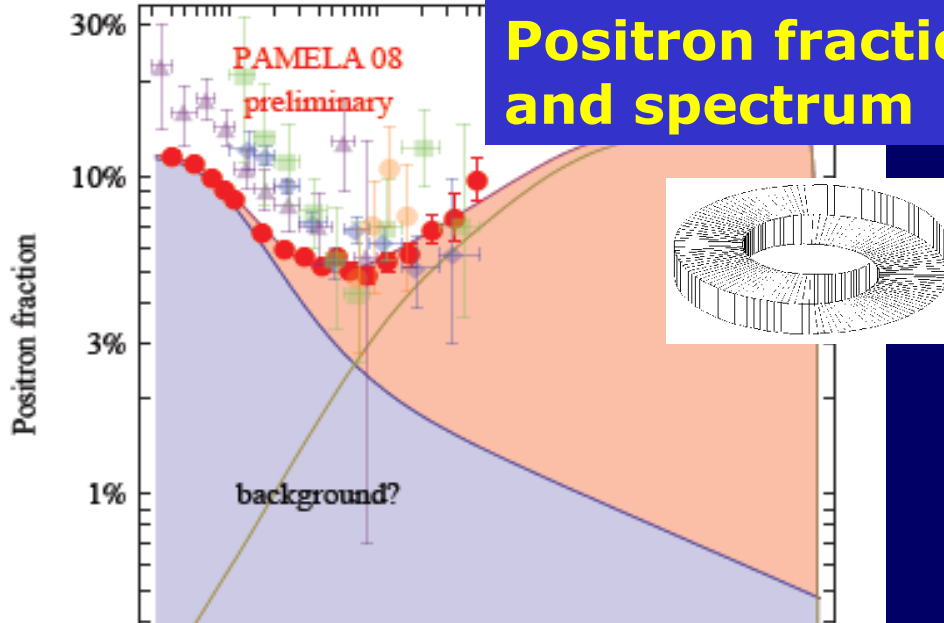 Positron fractio
and spectrum
30%
PAMELA 08
preliminary
10%
3%
1%
Positron fraction
background?